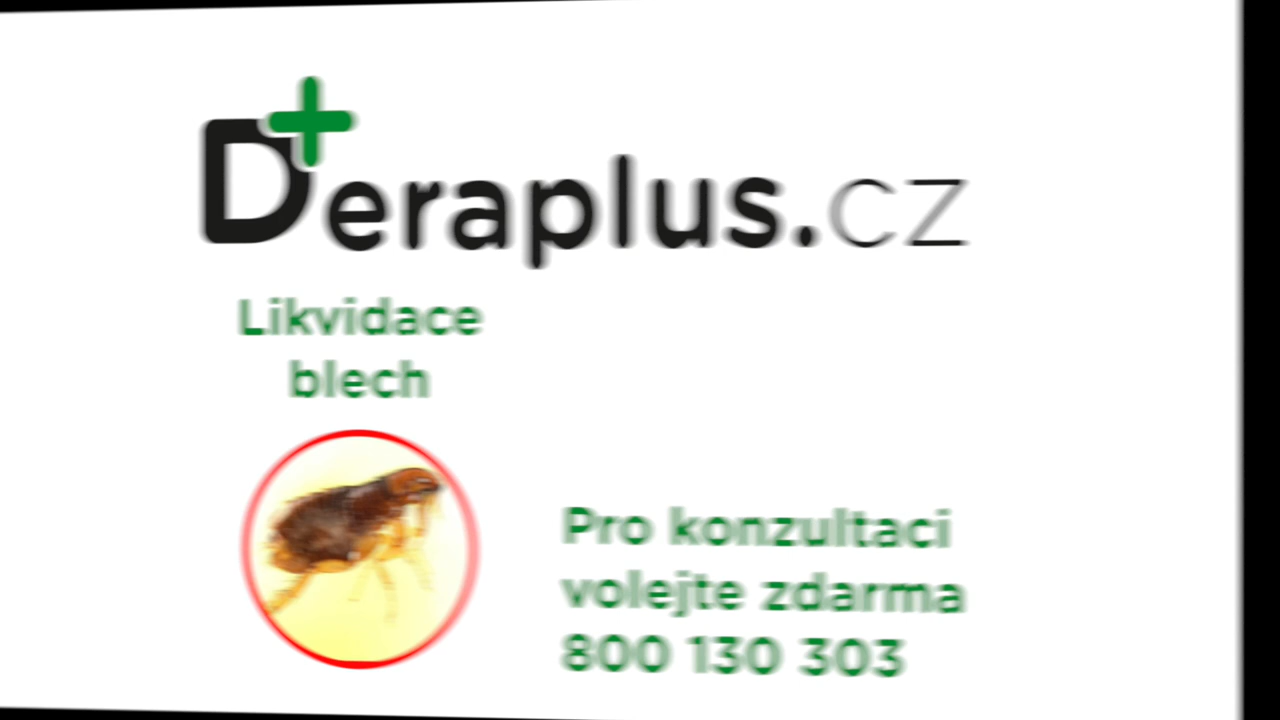 Deraplus.cz
Likvidace
blech
Pro konzultaci
volejte zdarma
800 130 303